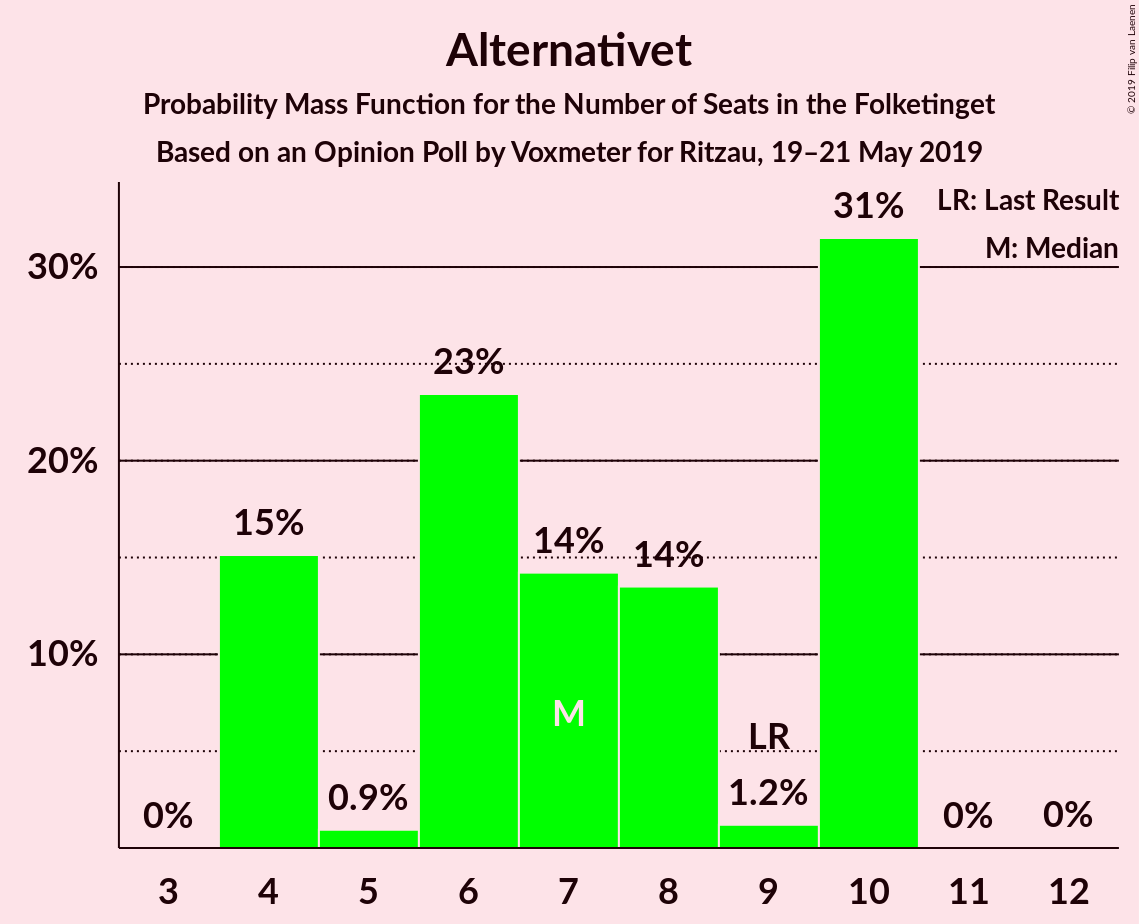 Alternativet
Probability Mass Function for the Number of Seats in the Folketinget
Based on an Opinion Poll by Voxmeter for Ritzau, 19–21 May 2019
© 2019 Filip van Laenen
LR: Last Result
M: Median
31%
30%
23%
20%
15%
14%
14%
10%
M
LR
0%
0.9%
1.2%
0%
0%
3 4 5 6 7 8 9 10 11 12